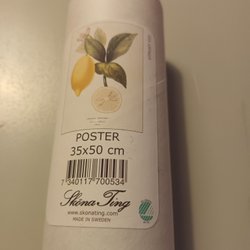 POSTER
35x50 cm
7 340117 700534
Sköna Ting
www.skonating.com
MADE IN SWEDEN